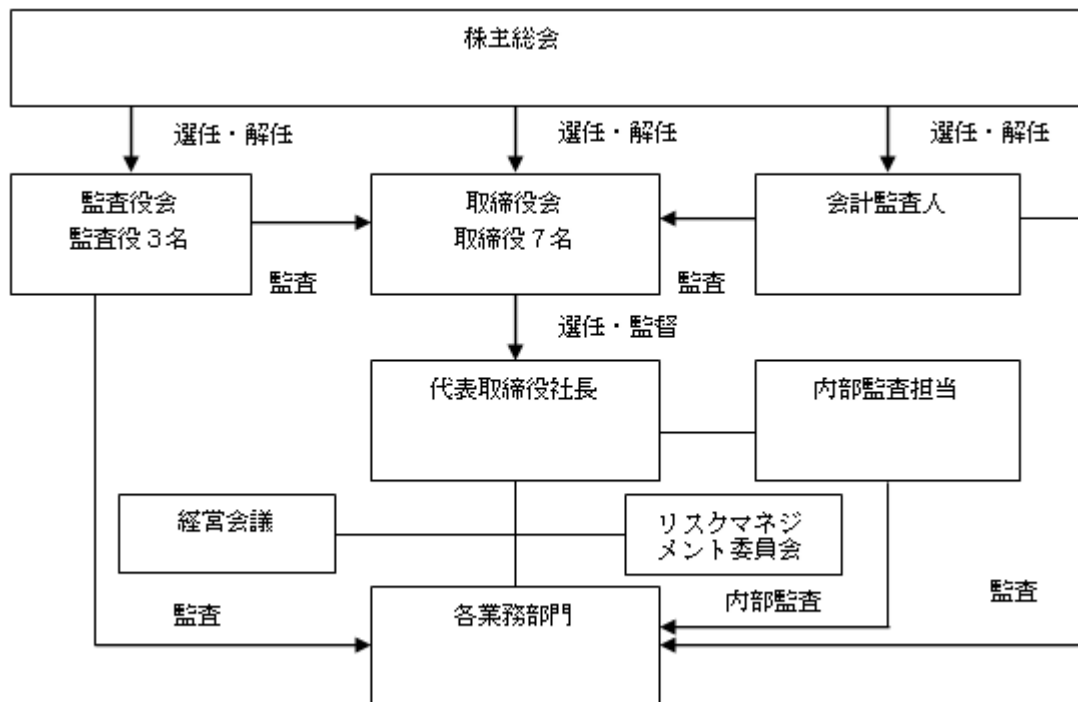 株主総会
選任・解任
選任・解任
選任・解任
監査役会
監査役３名
取締役会
取締役７名
会計監査人
監査
監査
選任・監督
代表取締役社長
内部監査担当
経営会議
リスクマネジ
メント委員会
監査
各業務部門
内部監査
監査